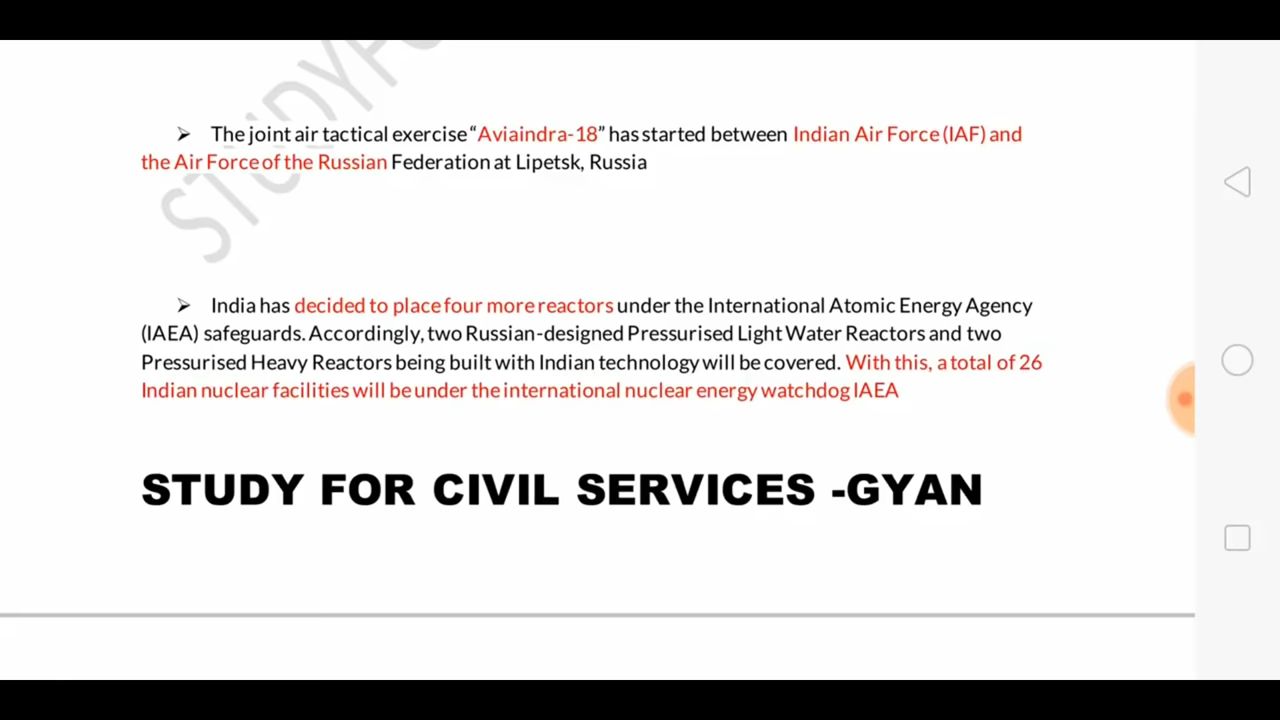 ➢ The joint air tactical exercise “Aviaindra-18” has started between Indian Air Force (IAF) and
the Air Force of the Russian Federation at Lipetsk, Russia
➢ India has decided to place four more reactors under the International Atomic Energy Agency
(IAEA) safeguards. Accordingly, two Russian-designed Pressurised Light Water Reactors and two
Pressurised Heavy Reactors being built with Indian technology will be covered. With this, a total of 26
Indian nuclear facilities will be under the international nuclear energy watchdog IAEA
STUDY FOR CIVIL SERVICES -GYAN